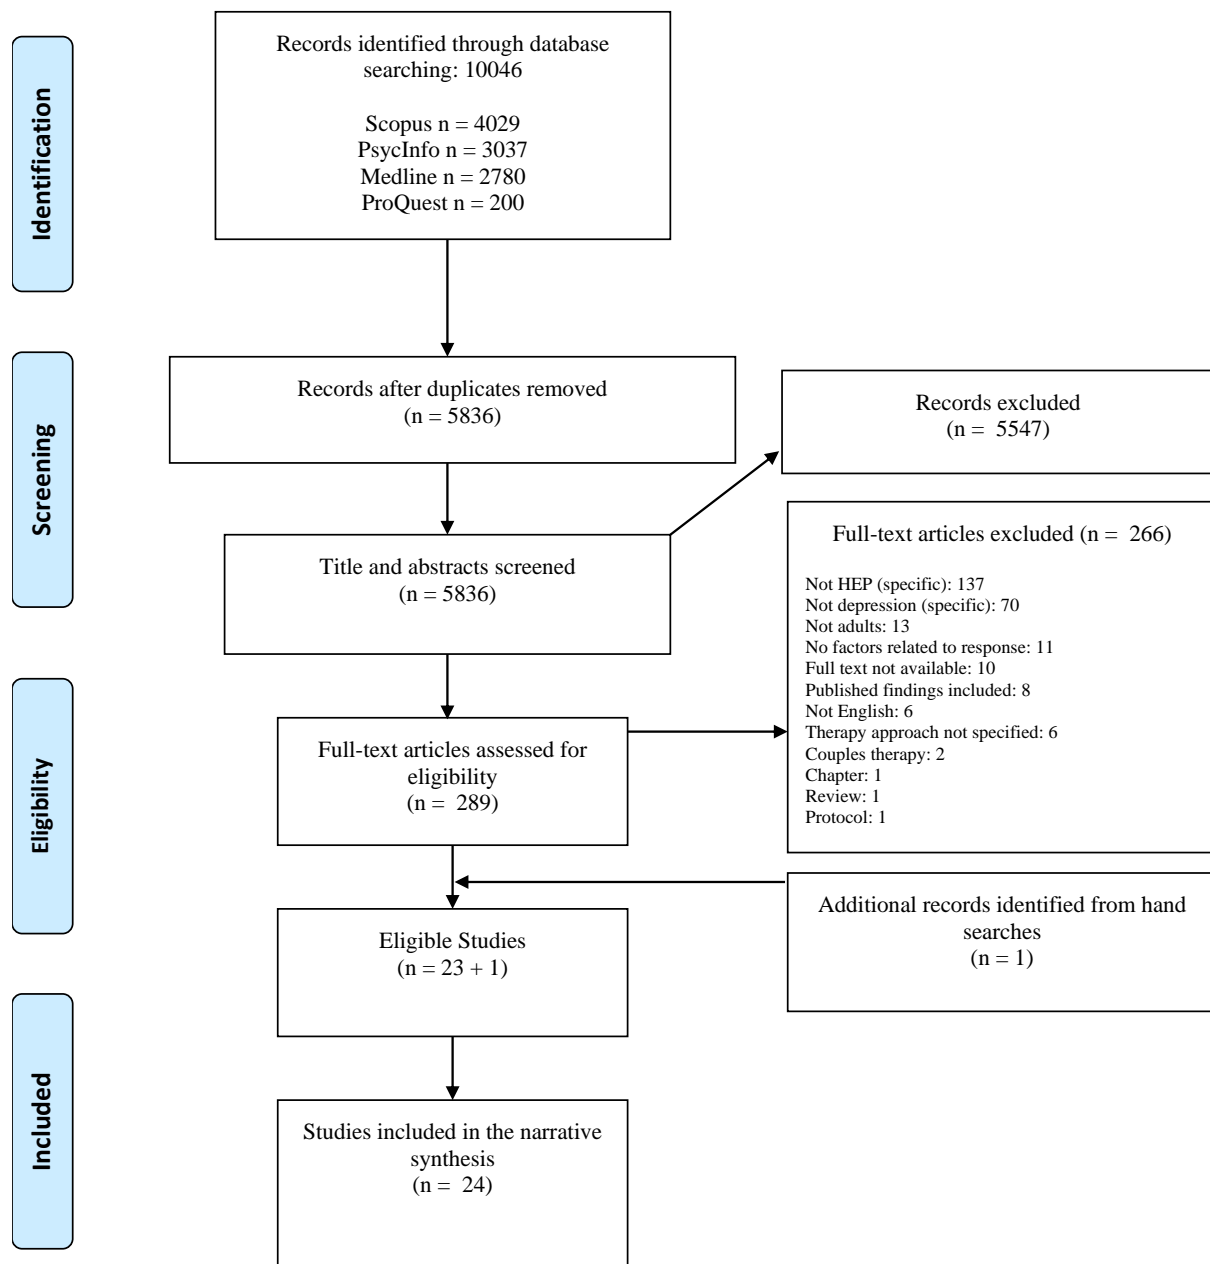 Identification
Records identified through database
searching: 10046
Scopus n = 4029
PsycInfo n = 3037
Medline n = 2780
ProQuest n = 200
Screening
Records after duplicates removed
(n = 5836)
Records excluded
(n =  5547)
Title and abstracts screened
(n = 5836)
Full-text articles excluded (n =  266)
Not HEP (specific): 137
Not depression (specific): 70
Not adults: 13
No factors related to response: 11
Full text not available: 10
Published findings included: 8
Not English: 6
Therapy approach not specified: 6
Couples therapy: 2
Chapter: 1
Review: 1
Protocol: 1
Eligibility
Full-text articles assessed for
eligibility
(n =  289)
Additional records identified from hand
searches
(n = 1)
Eligible Studies
(n = 23 + 1)
Included
Studies included in the narrative
synthesis
(n =  24)